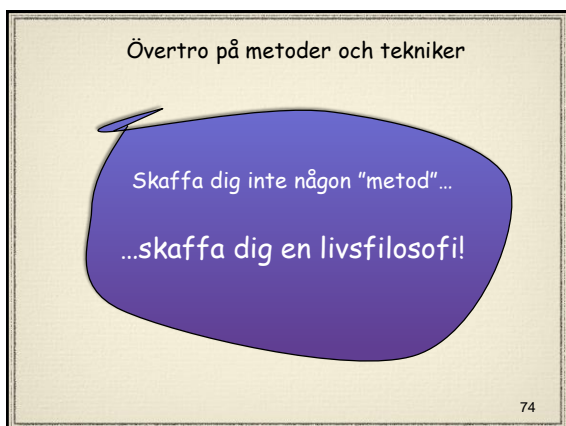 Övertro på metoder och tekniker
Skaffa dig inte någon ”metod”…
…skaffa dig en livsfilosofi!
74